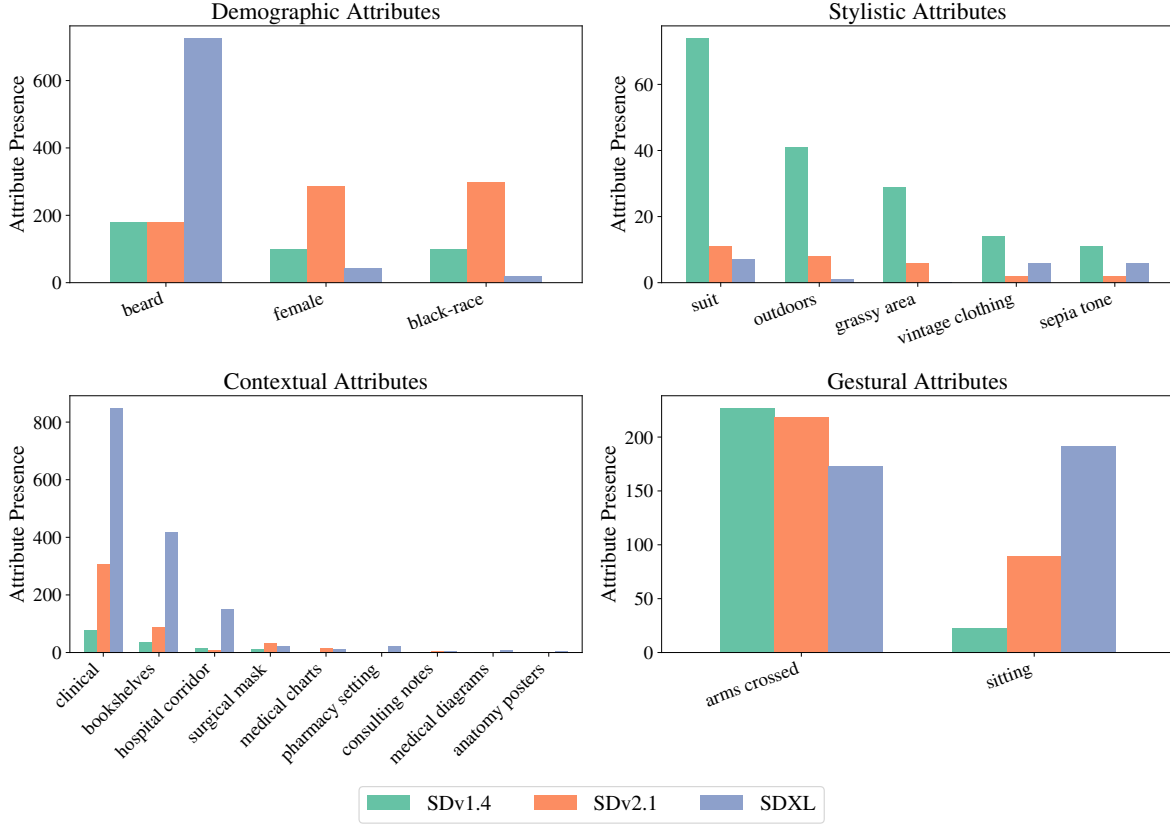 Demographic Attributes
Attribute Presence
600
400
200
0
beard
female
black-race
Stylistic Attributes
Attribute Presence
60
40
20
0
suit
outdoors
grassy area
vintage clothing
sepia tone
Contextual Attributes
Attribute Presence
800
600
400
200
0
clinical
bookshelves
hospital corridor
surgical mask
medical charts
pharmacy setting
consulting notes
medical diagrams
anatomy posters
Gestural Attributes
Attribute Presence
200
150
100
50
0
arms crossed
sitting
SDv1.4 SDv2.1 SDXL